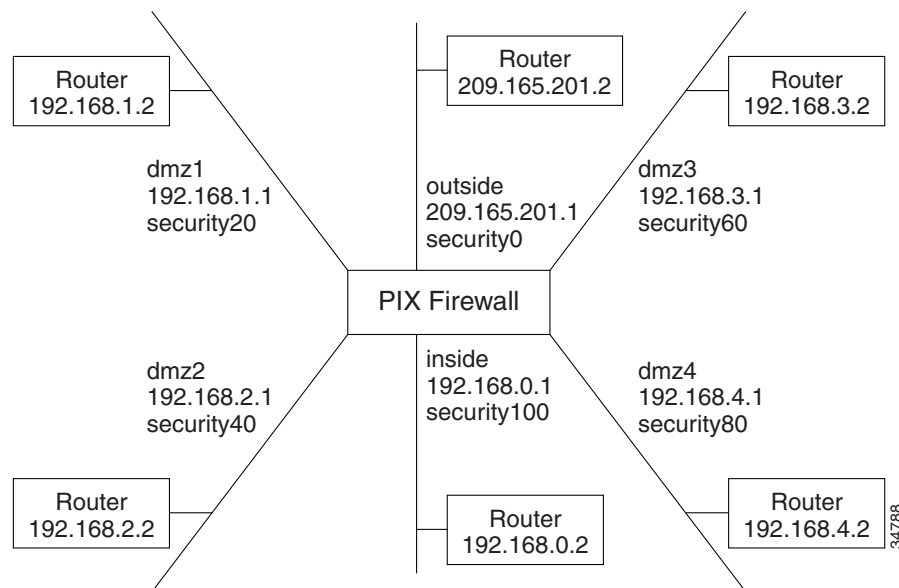 Router
192.168.1.2
Router
209.165.201.2
Router
192.168.3.2
dmz1
192.168.1.1
security20
outside
209.165.201.1
security0
dmz3
192.168.3.1
security60
PIX Firewall
dmz2
192.168.2.1
security40
inside
192.168.0.1
security100
dmz4
192.168.4.1
security80
Router
192.168.2.2
Router
192.168.0.2
Router
192.168.4.2
34788